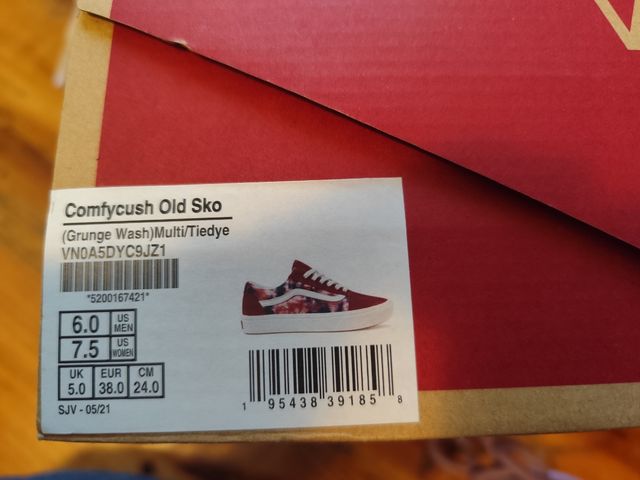 Comfycush Old Sko
(Grunge Wash)Multi/Tiedye
VN0A5DYC9JZ1
*5200167421*
6.0 US MEN
7.5 US WOMEN
UK EUR CM
5.0 38.0 24.0
SJV - 05/21
1 95438 39185 8